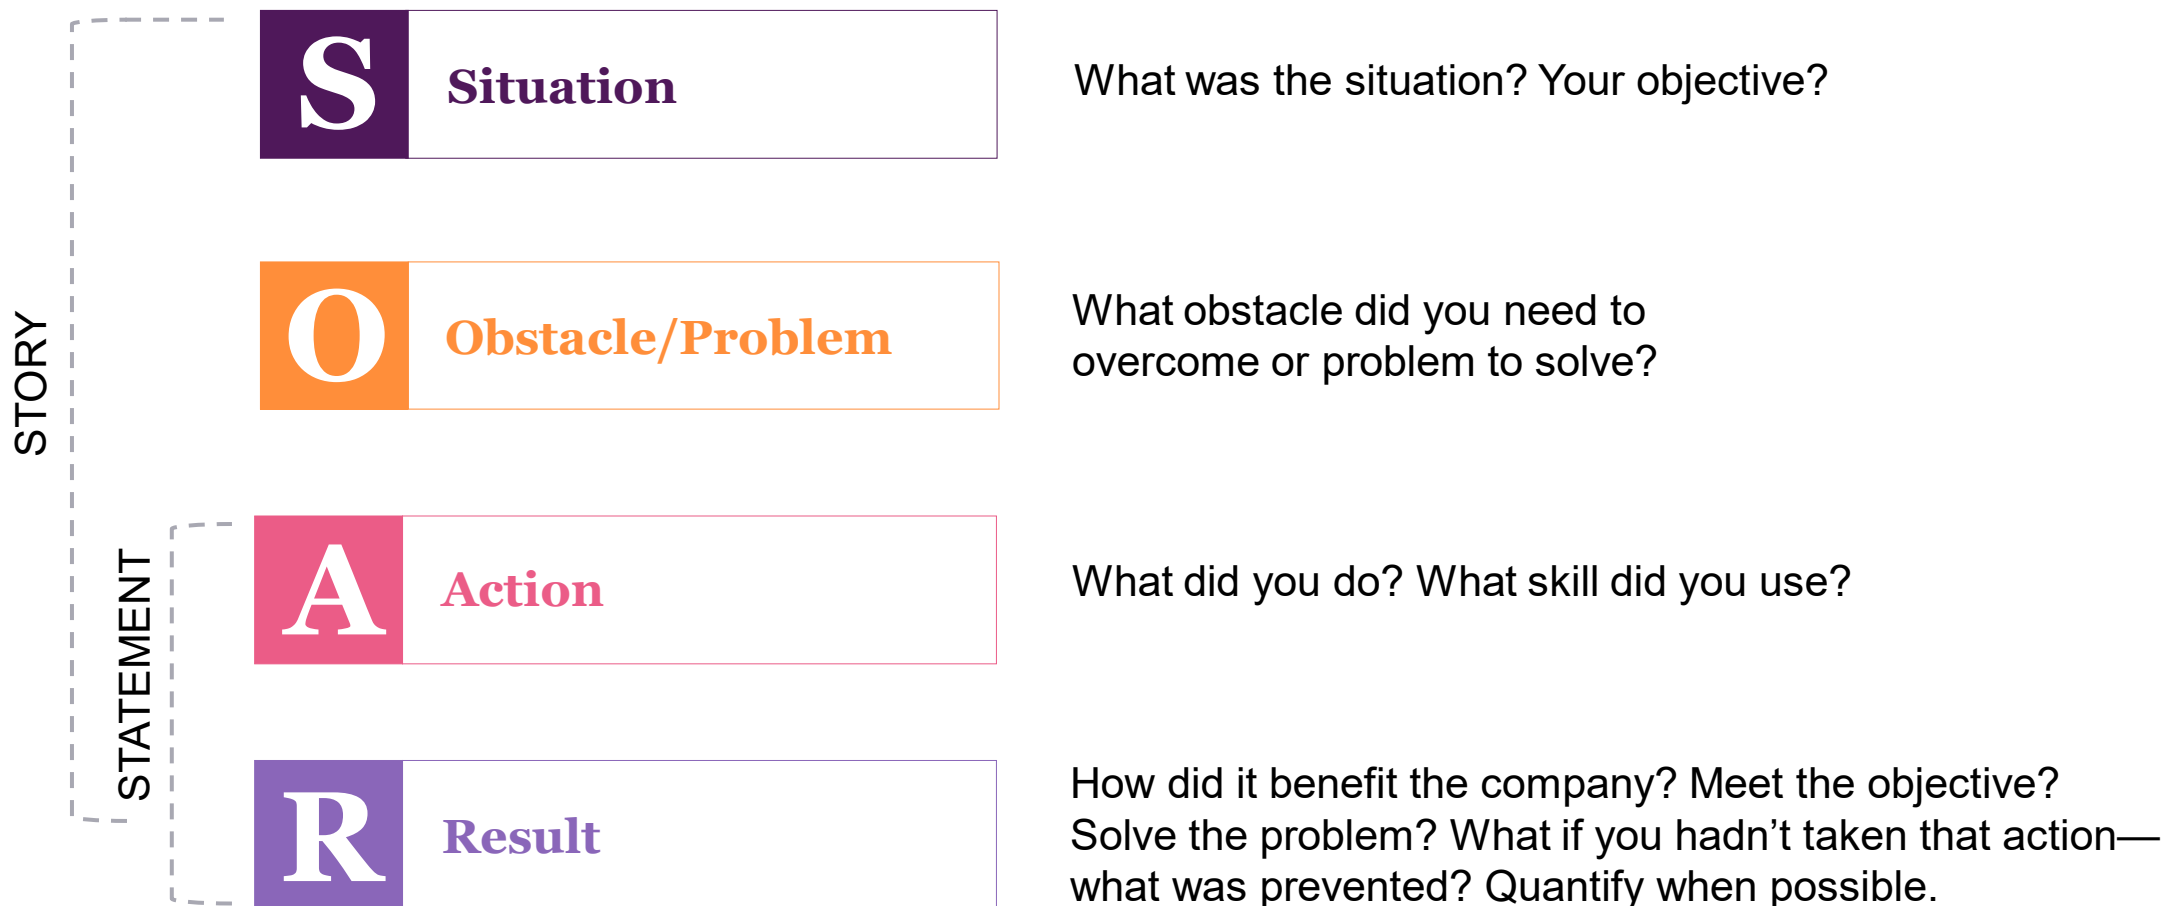 STORY
STATEMENT
S
Situation
What was the situation? Your objective?
O
Obstacle/Problem
What obstacle did you need to
overcome or problem to solve?
A
Action
What did you do? What skill did you use?
R
Result
How did it benefit the company? Meet the objective?
Solve the problem? What if you hadn’t taken that action—
what was prevented? Quantify when possible.